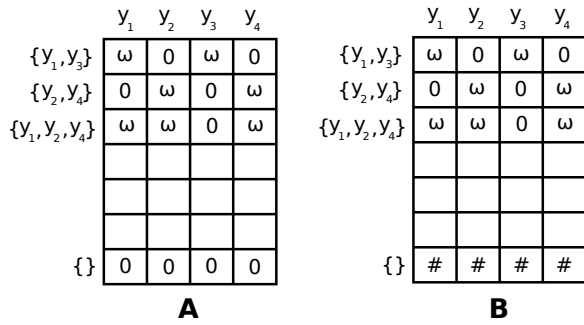 y1 y2 y3 y4
{y1,y3} ω 0 ω 0
{y2,y4} 0 ω 0 ω
{y1,y2,y4} ω ω 0 ω
{} 0 0 0 0
A
y1 y2 y3 y4
{y1,y3} ω 0 ω 0
{y2,y4} 0 ω 0 ω
{y1,y2,y4} ω ω 0 ω
{} # # # #
B